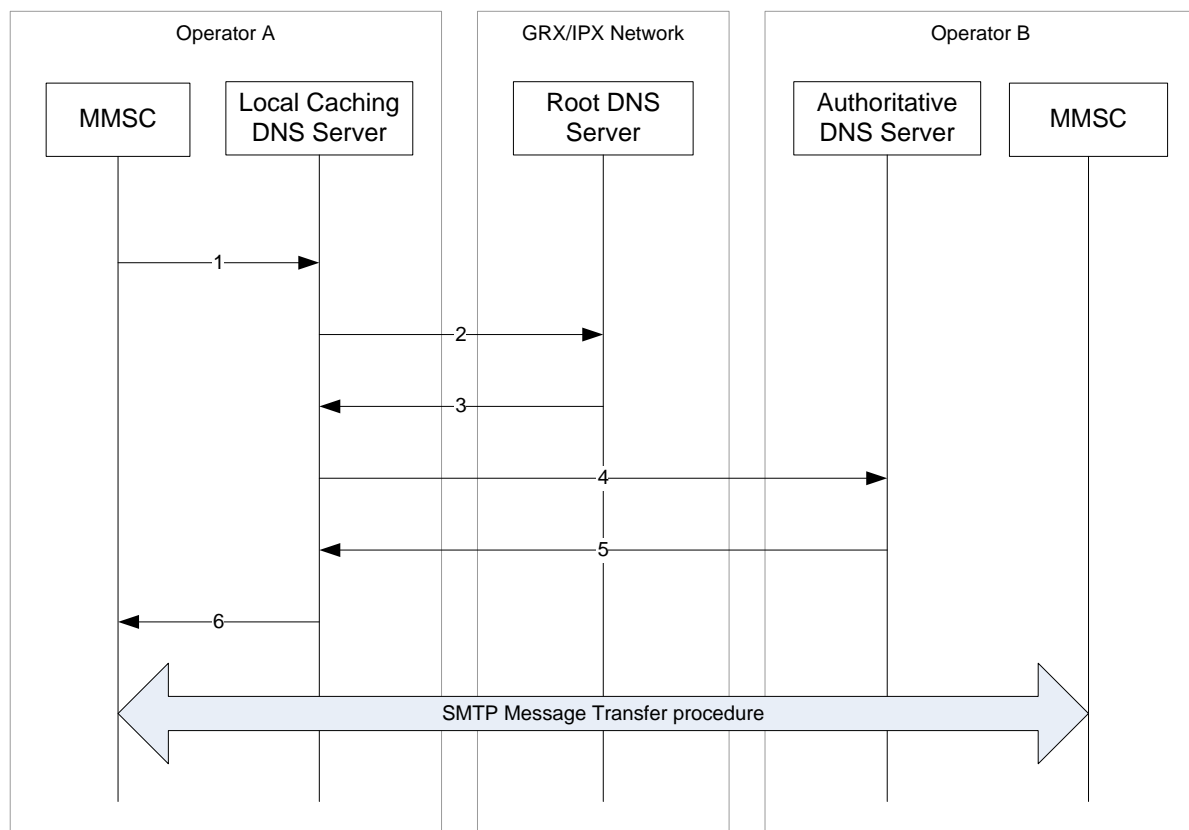 Operator A
GRX/IPX Network
Operator B
MMSC
Local Caching
DNS Server
Root DNS
Server
Authoritative
DNS Server
MMSC
1
2
3
4
5
6
SMTP Message Transfer procedure